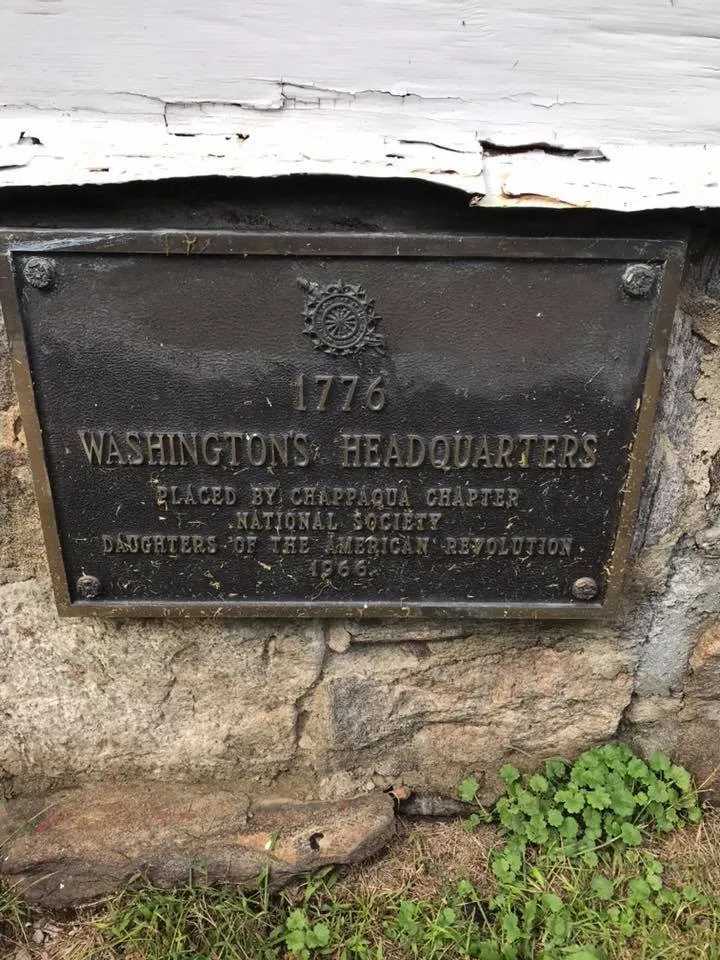 1776
WASHINGTON'S HEADQUARTERS
PLACED BY CHAPPAQUA CHAPTER
NATIONAL SOCIETY
DAUGHTERS OF THE AMERICAN REVOLUTION
1966